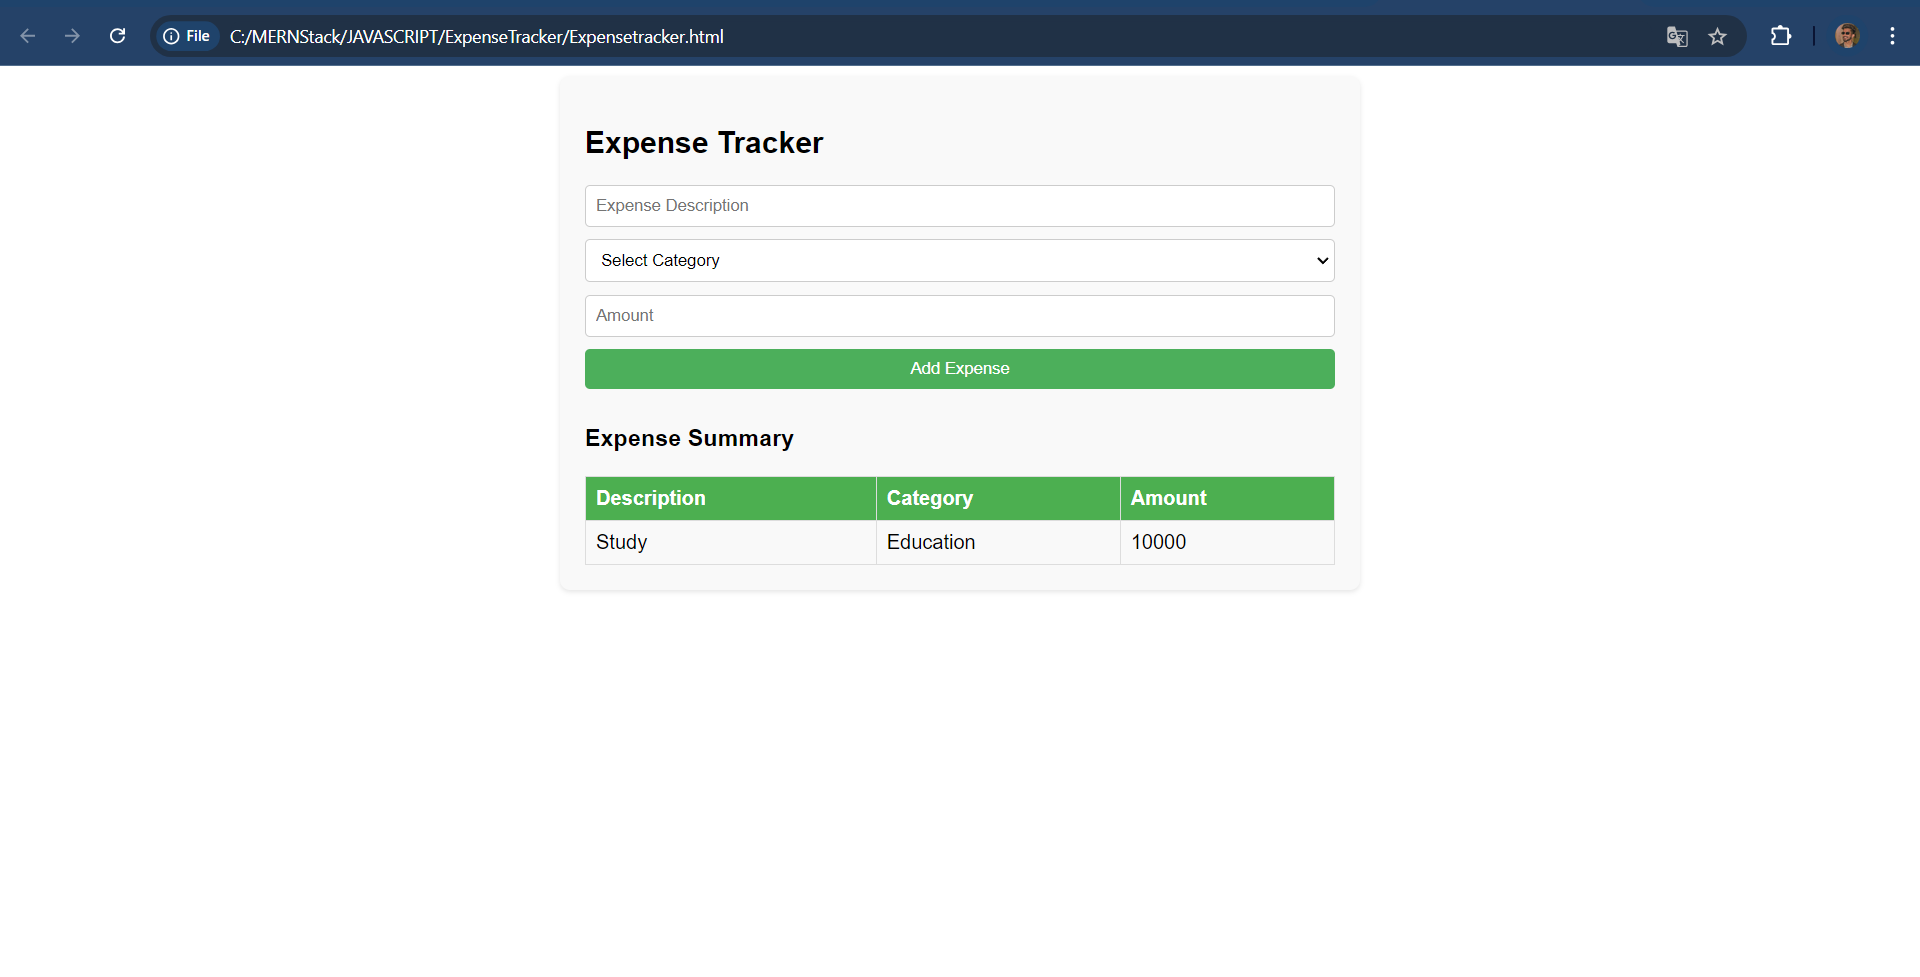 File C:/MERNStack/JAVASCRIPT/ExpenseTracker/Expensetracker.html
Expense Tracker
Expense Description
Select Category
Amount
Add Expense
Expense Summary
Description Category Amount
Study Education 10000